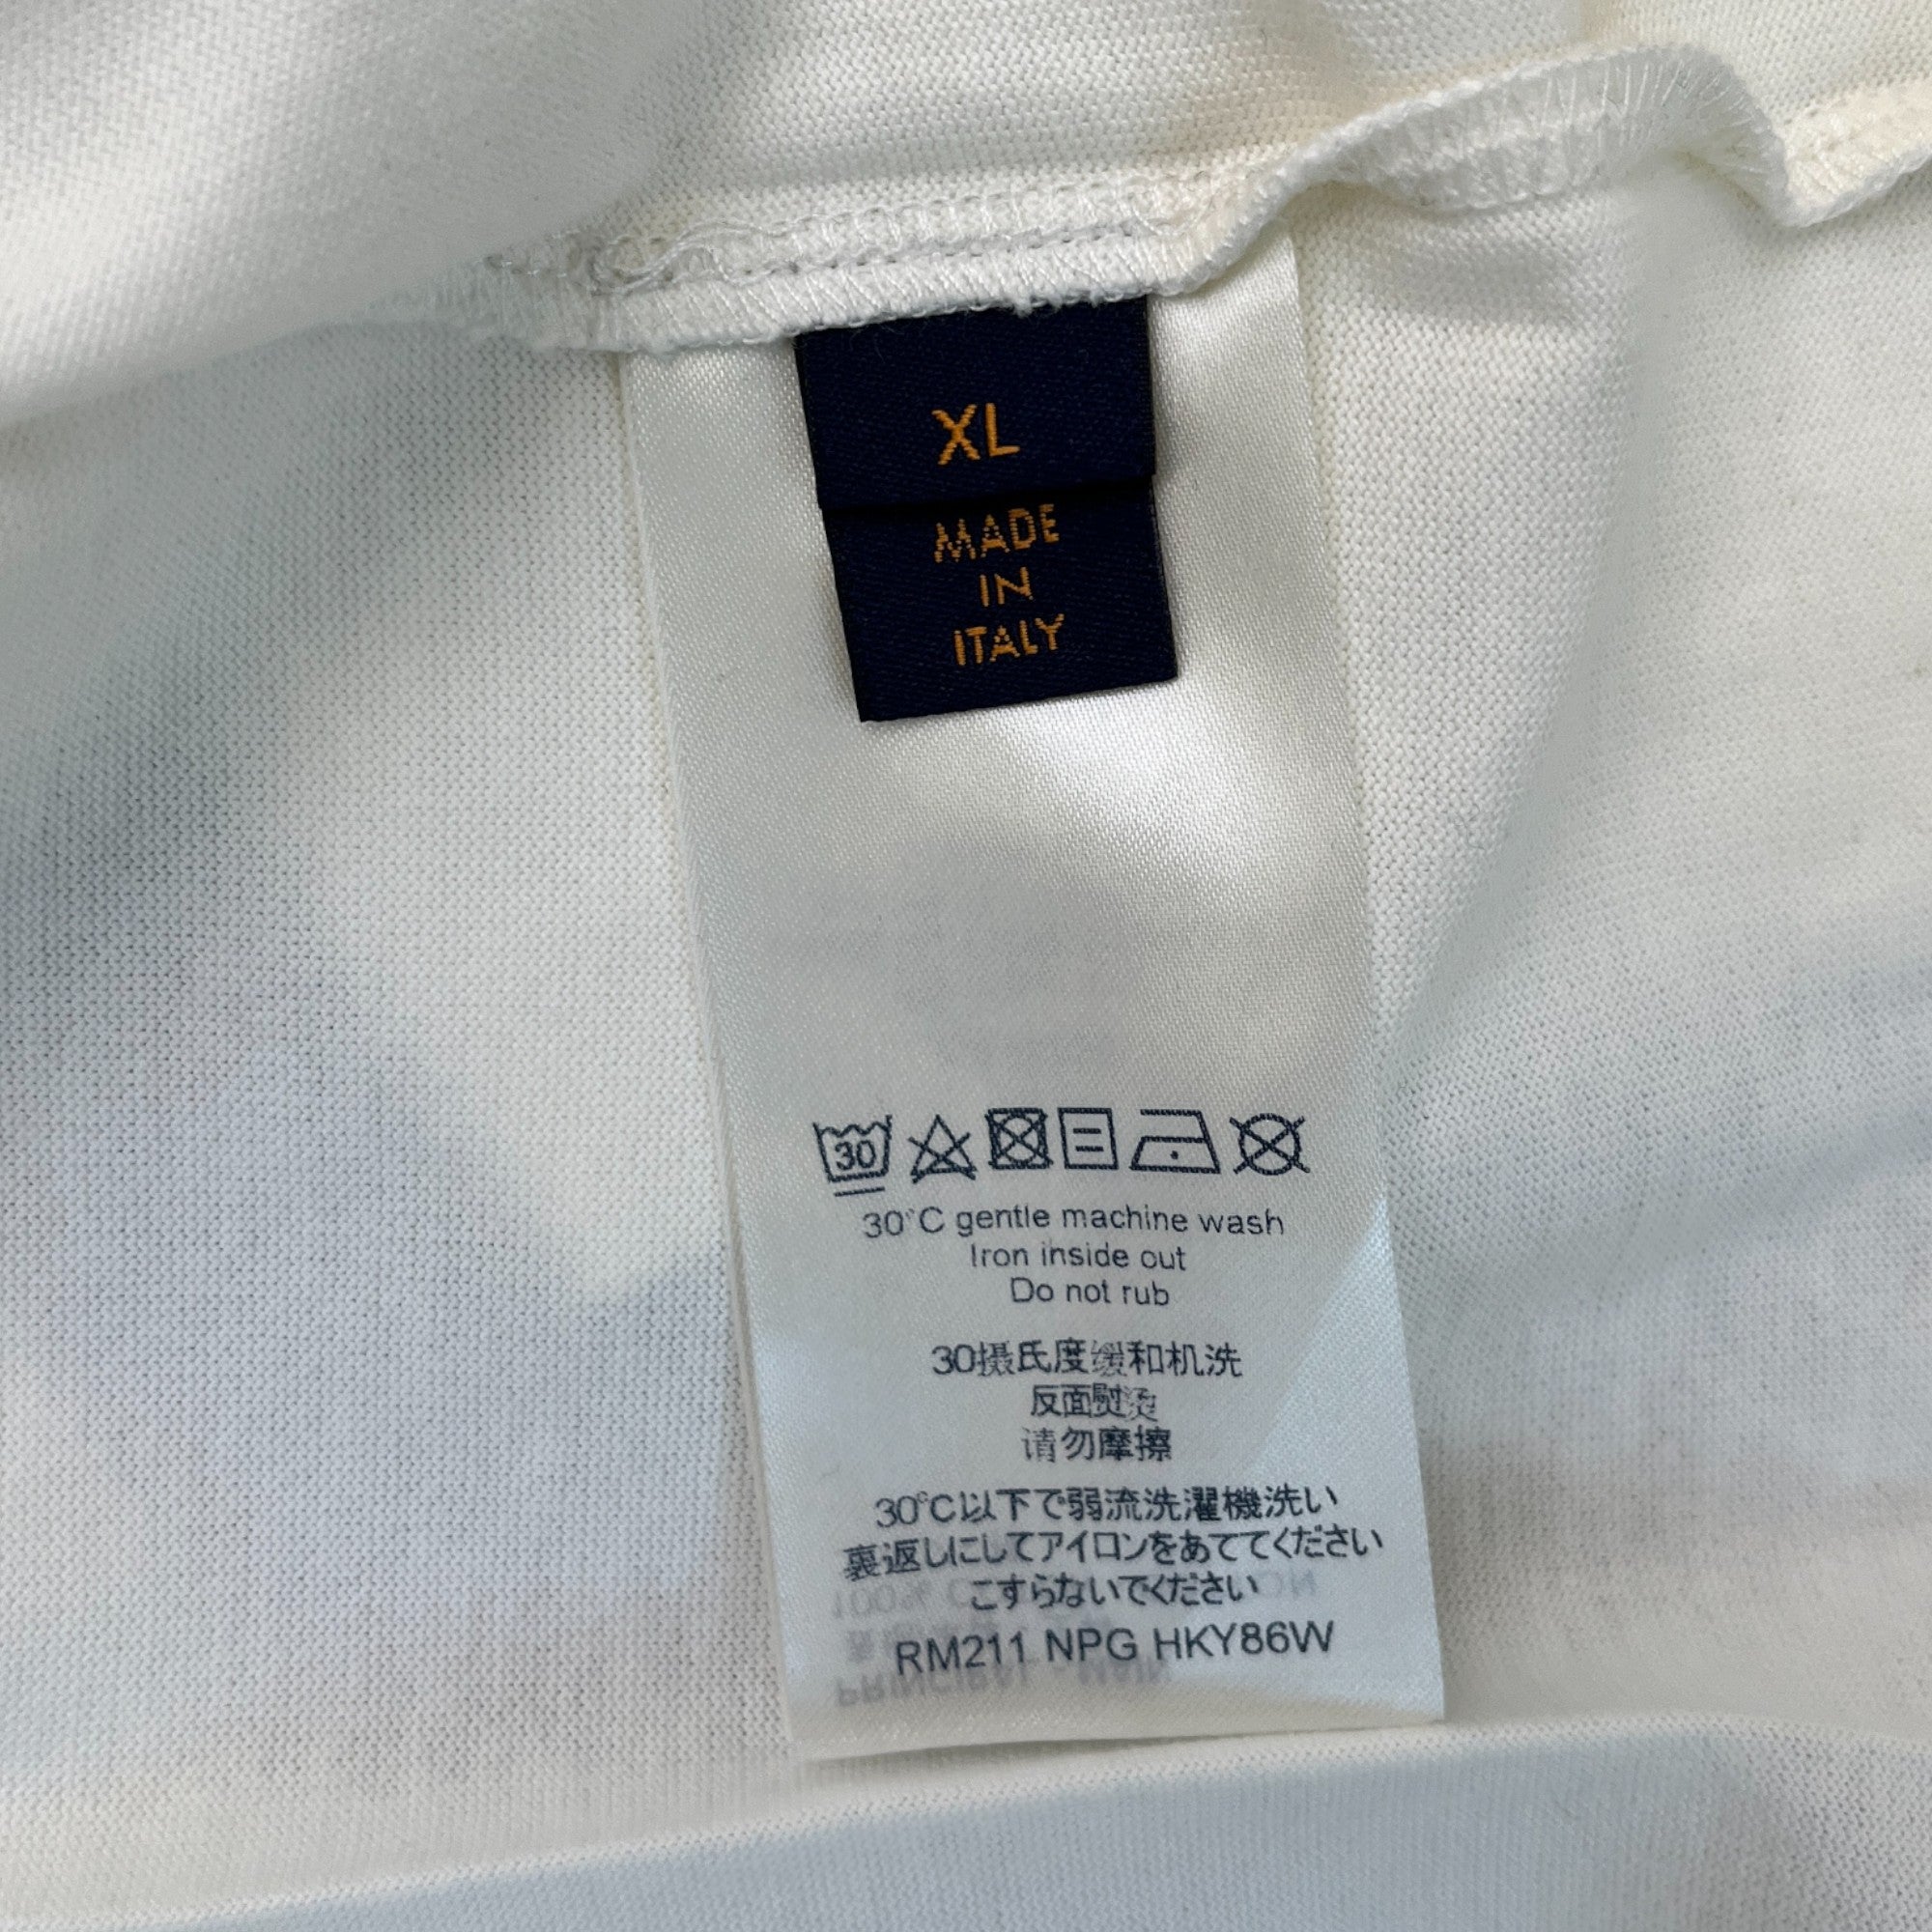 XL
MADE
IN
ITALY
30
30°C gentle machine wash
Iron inside out
Do not rub
30摄氏度缓和机洗
反面熨烫
请勿摩擦
30°C以下で弱流洗濯機洗い
裏返しにしてアイロンをあててください
こすらないでください
RM211 NPG HKY86W